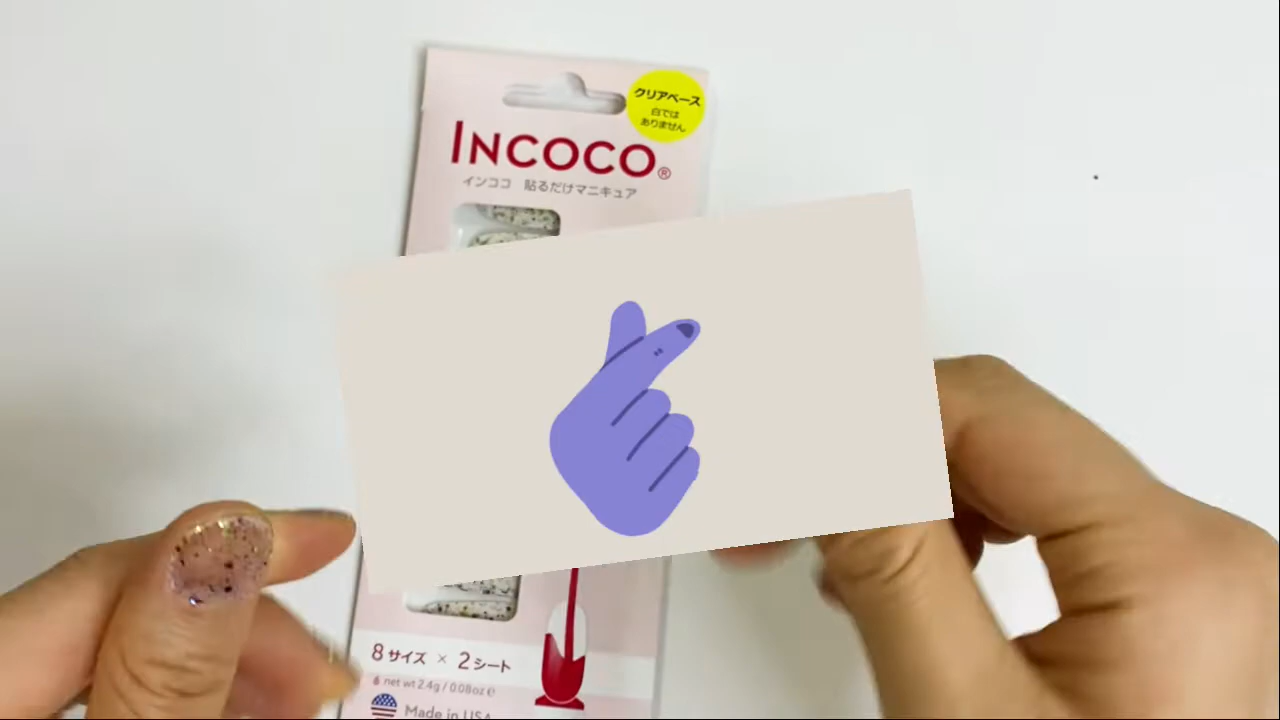 クリアベース
白では
ありません
INCOCO®
インココ 貼るだけマニキュア
8サイズ × 2シート
net wt 2.4g / 0.08oz ℮
Made in USA